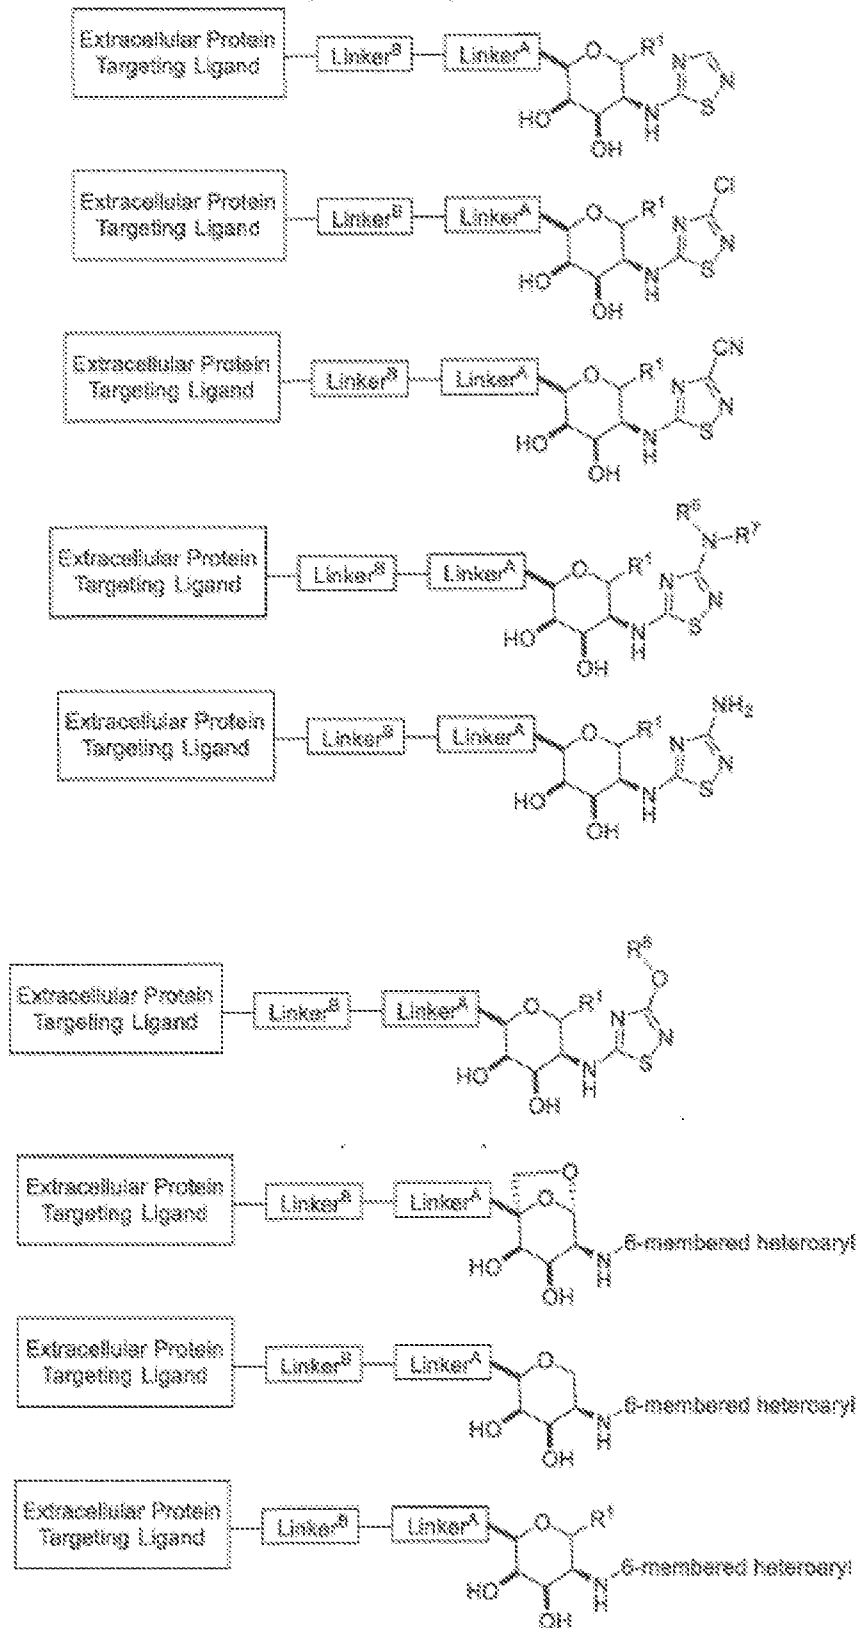 Extracellular Protein
Targeting Ligand
Linker^B
Linker^A
O
R^1
N
N
S
N
H
HO
OH
Extracellular Protein
Targeting Ligand
Linker^B
Linker^A
O
R^1
Cl
N
N
S
N
H
HO
OH
Extracellular Protein
Targeting Ligand
Linker^B
Linker^A
O
R^1
CN
N
N
S
N
H
HO
OH
Extracellular Protein
Targeting Ligand
Linker^B
Linker^A
O
R^1
R^6
N
R^7
N
N
S
N
H
HO
OH
Extracellular Protein
Targeting Ligand
Linker^B
Linker^A
O
R^1
NH2
N
N
S
N
H
HO
OH
Extracellular Protein
Targeting Ligand
Linker^B
Linker^A
O
R^1
O
N
N
S
N
H
HO
OH
Extracellular Protein
Targeting Ligand
Linker^B
Linker^A
O
O
HO
OH
N
H
6-membered heteroaryl
Extracellular Protein
Targeting Ligand
Linker^B
Linker^A
O
HO
OH
N
H
6-membered heteroaryl
Extracellular Protein
Targeting Ligand
Linker^B
Linker^A
O
R^1
HO
OH
N
H
6-membered heteroaryl